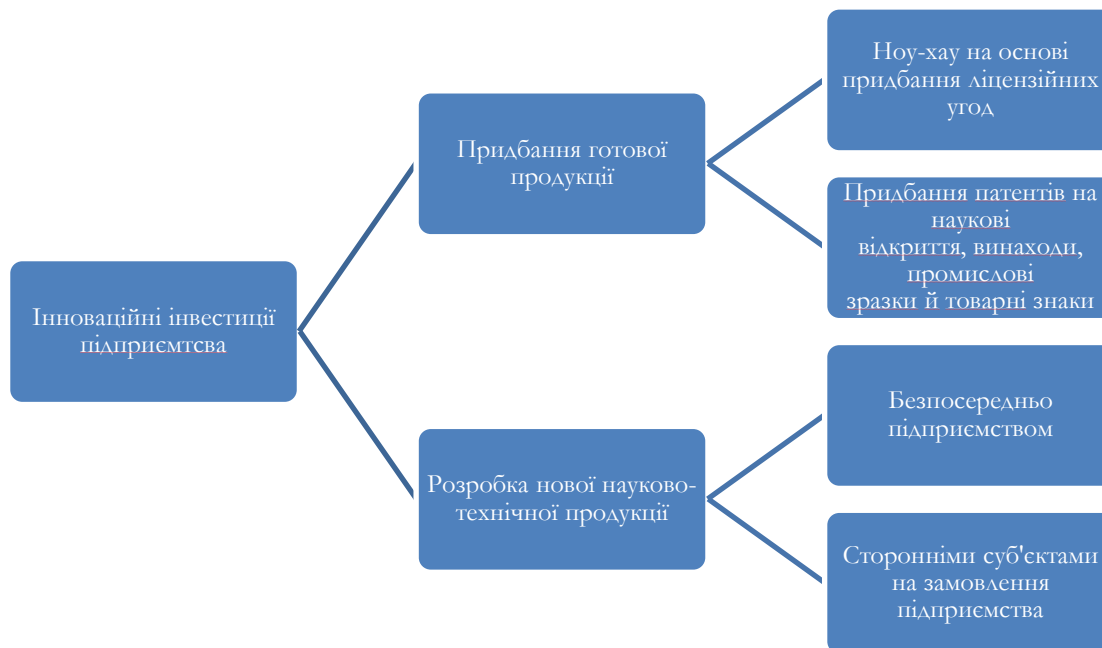 Інноваційні інвестиції
підприємтсва
Придбання готової
продукції
Ноу-хау на основі
придбання ліцензійних
угод
Придбання патентів на
наукові
відкриття, винаходи,
промислові
зразки й товарні знаки
Розробка нової науково-
технічної продукції
Безпосередньо
підприємством
Сторонніми суб'єктами
на замовлення
підприємства